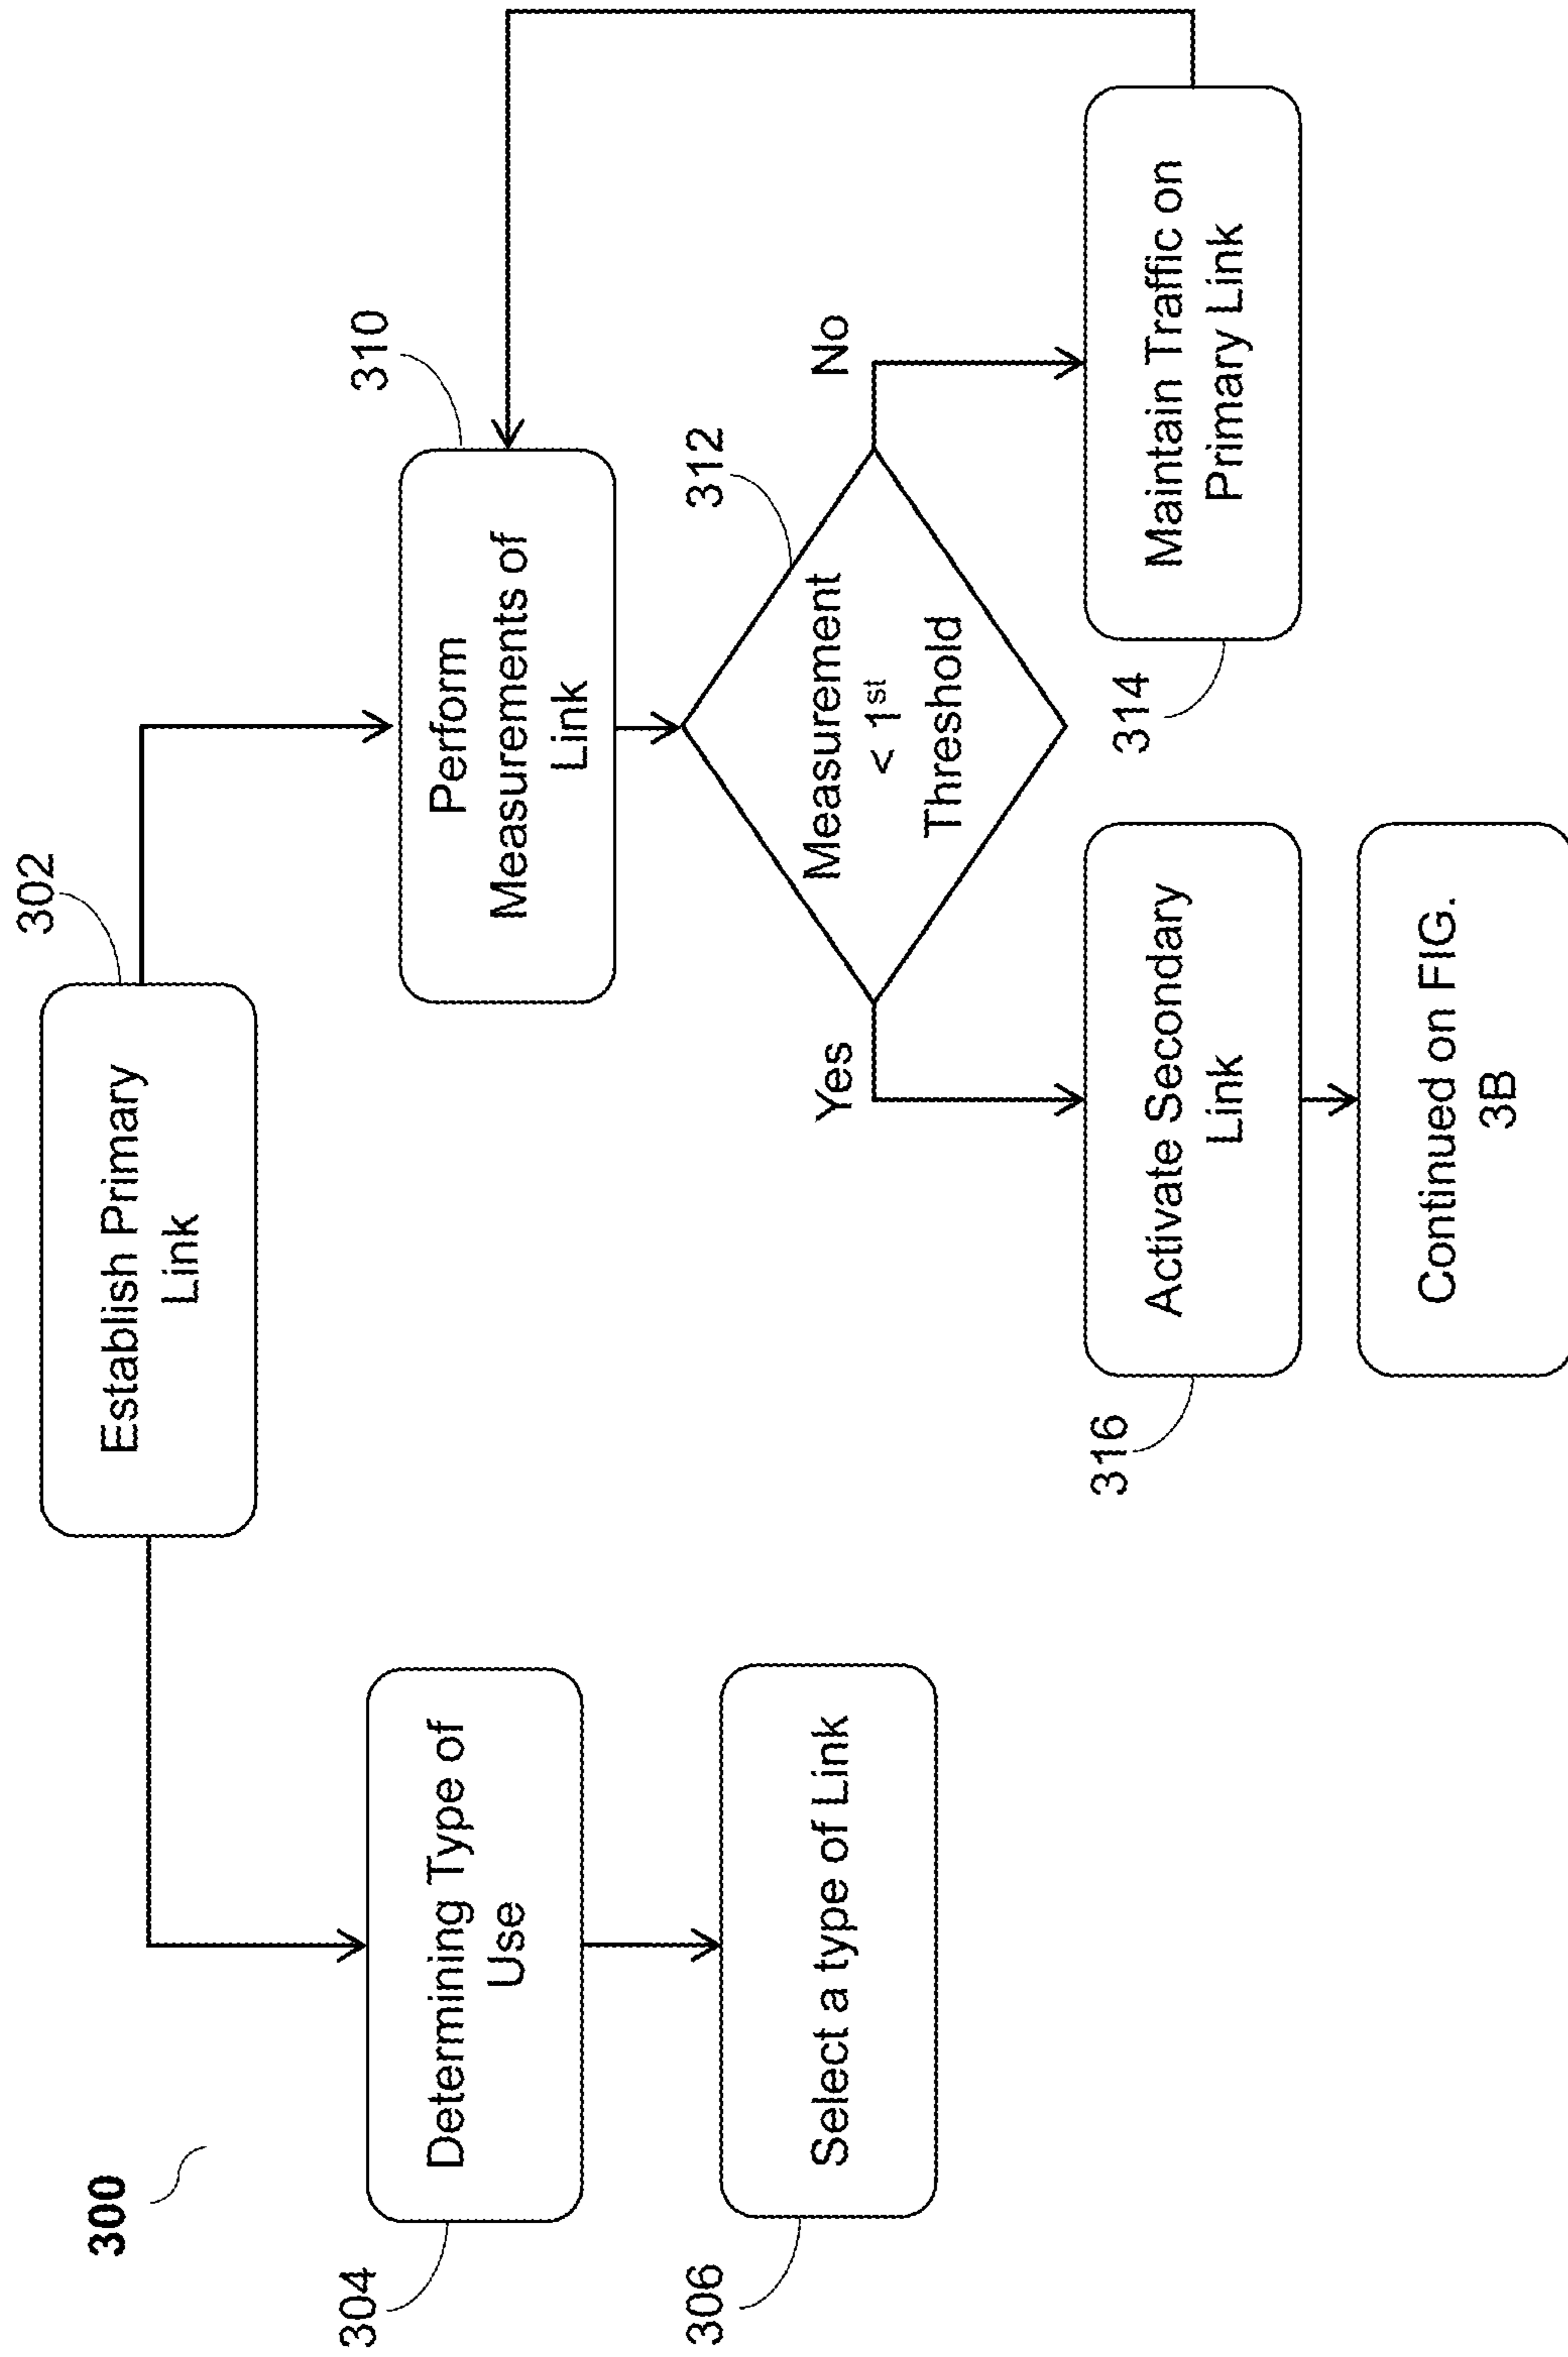 300
302
Establish Primary
Link
304
Determining Type of
Use
306
Select a type of Link
310
Perform
Measurements of
Link
312
Measurement
< 1st
Threshold
Yes
No
316
Activate Secondary
Link
314
Maintain Traffic on
Primary Link
Continued on FIG.
3B